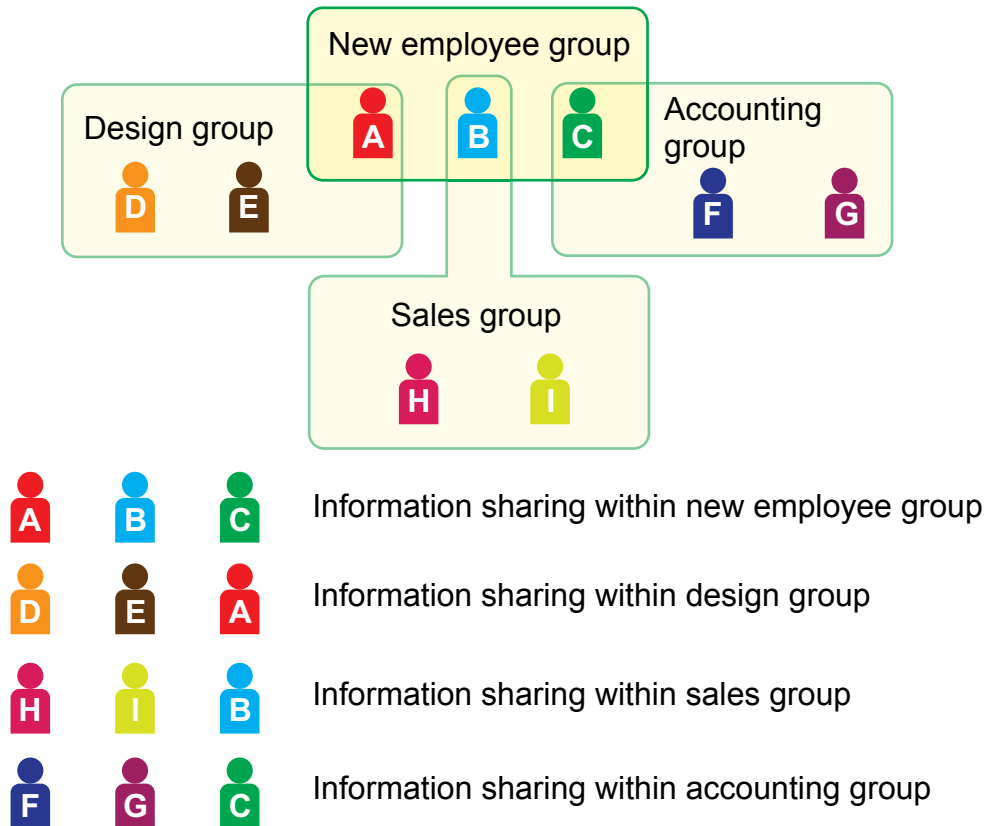 New employee group
Design group
A
B
C
Accounting
group
D
E
F
G
Sales group
H
I
A B C Information sharing within new employee group
D E A Information sharing within design group
H I B Information sharing within sales group
F G C Information sharing within accounting group